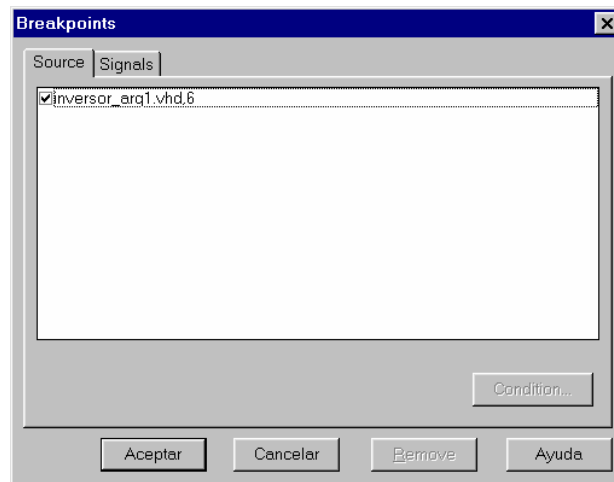 Breakpoints
Source Signals
inversor_arq1.vhd,6
Condition...
Aceptar Cancelar Remove Ayuda